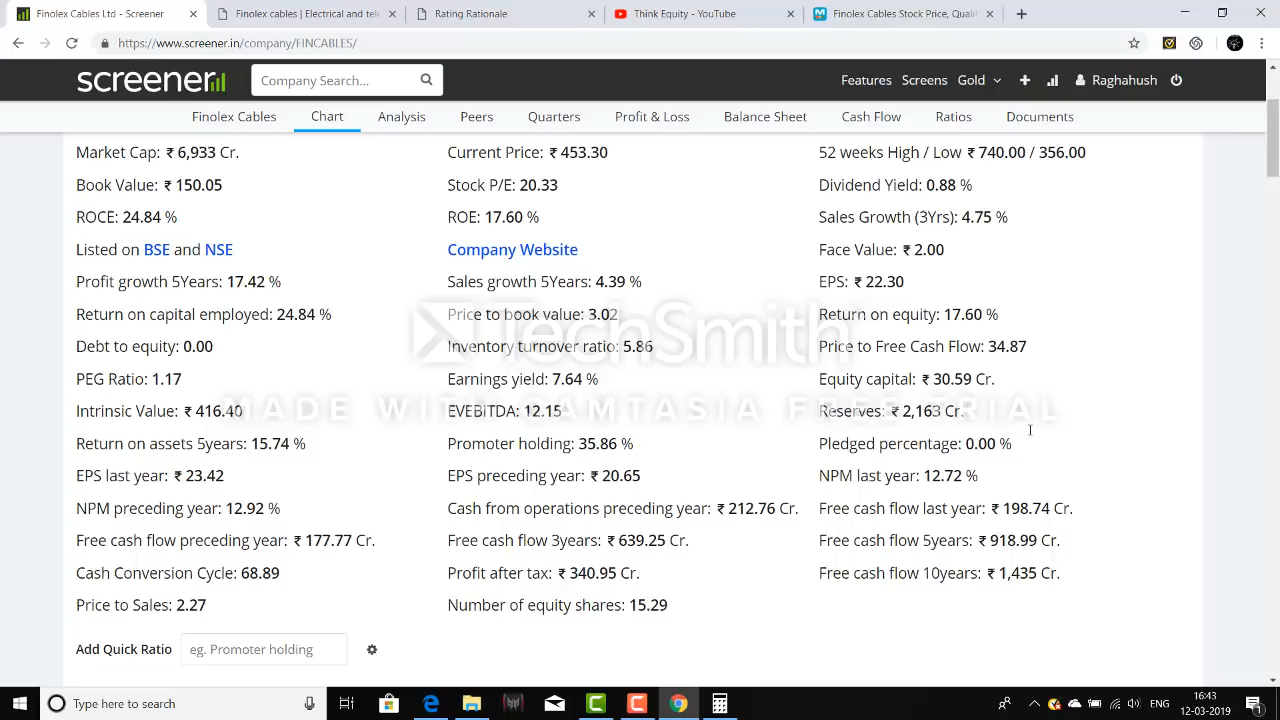 Finolex Cables Ltd - Screener
Finolex cables | Electrical and tel
Rating Rationale
Think Equity - YouTube
Finolex Cables Stock Price, Quali
https://www.screener.in/company/FINCABLES/
screener
Company Search...
Features Screens Gold
Raghahush
Finolex Cables Chart Analysis Peers Quarters Profit & Loss Balance Sheet Cash Flow Ratios Documents
Market Cap: ₹ 6,933 Cr. Current Price: ₹ 453.30 52 weeks High / Low ₹ 740.00 / 356.00
Book Value: ₹ 150.05 Stock P/E: 20.33 Dividend Yield: 0.88 %
ROCE: 24.84 % ROE: 17.60 % Sales Growth (3Yrs): 4.75 %
Listed on BSE and NSE Company Website Face Value: ₹ 2.00
Profit growth 5Years: 17.42 % Sales growth 5Years: 4.39 % EPS: ₹ 22.30
Return on capital employed: 24.84 % Price to book value: 3.02 Return on equity: 17.60 %
TechSmith
Debt to equity: 0.00 Inventory turnover ratio: 5.86 Price to Free Cash Flow: 34.87
PEG Ratio: 1.17 Earnings yield: 7.64 % Equity capital: ₹ 30.59 Cr.
Intrinsic Value: ₹ 416.40 EVEBITDA: 12.15 Reserves: ₹ 2,163 Cr.
MADE WITH CAMTASIA FREE TRIAL
Return on assets 5years: 15.74 % Promoter holding: 35.86 % Pledged percentage: 0.00 %
EPS last year: ₹ 23.42 EPS preceding year: ₹ 20.65 NPM last year: 12.72 %
NPM preceding year: 12.92 % Cash from operations preceding year: ₹ 212.76 Cr. Free cash flow last year: ₹ 198.74 Cr.
Free cash flow preceding year: ₹ 177.77 Cr. Free cash flow 3years: ₹ 639.25 Cr. Free cash flow 5years: ₹ 918.99 Cr.
Cash Conversion Cycle: 68.89 Profit after tax: ₹ 340.95 Cr. Free cash flow 10years: ₹ 1,435 Cr.
Price to Sales: 2.27 Number of equity shares: 15.29
Add Quick Ratio eg. Promoter holding
Type here to search
16:43
12-03-2019